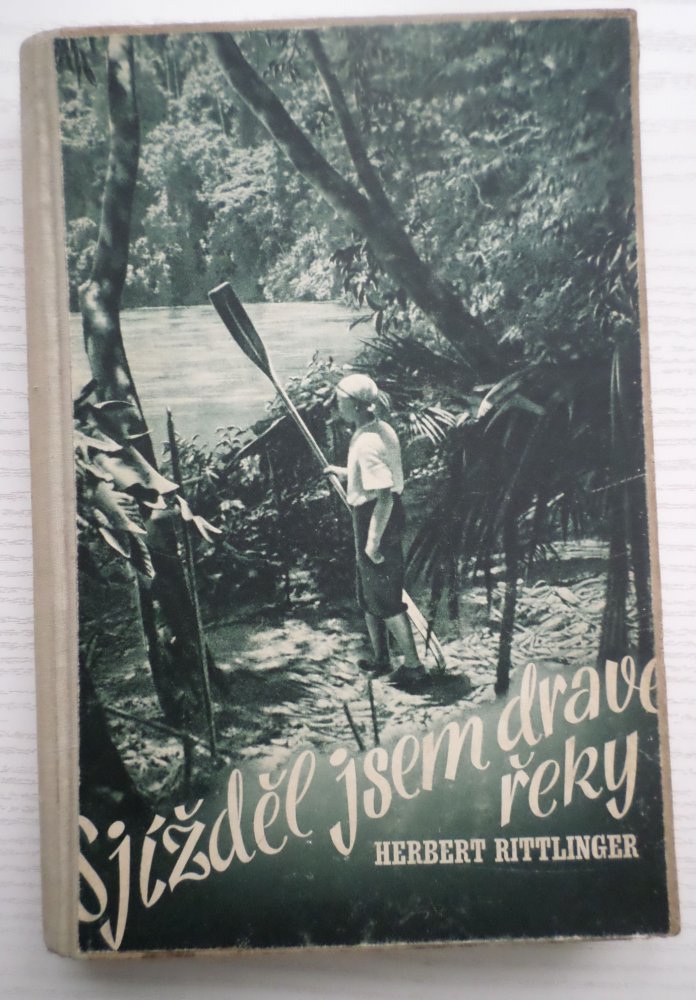 Sjížděl jsem dravé
řeky
HERBERT RITTLINGER